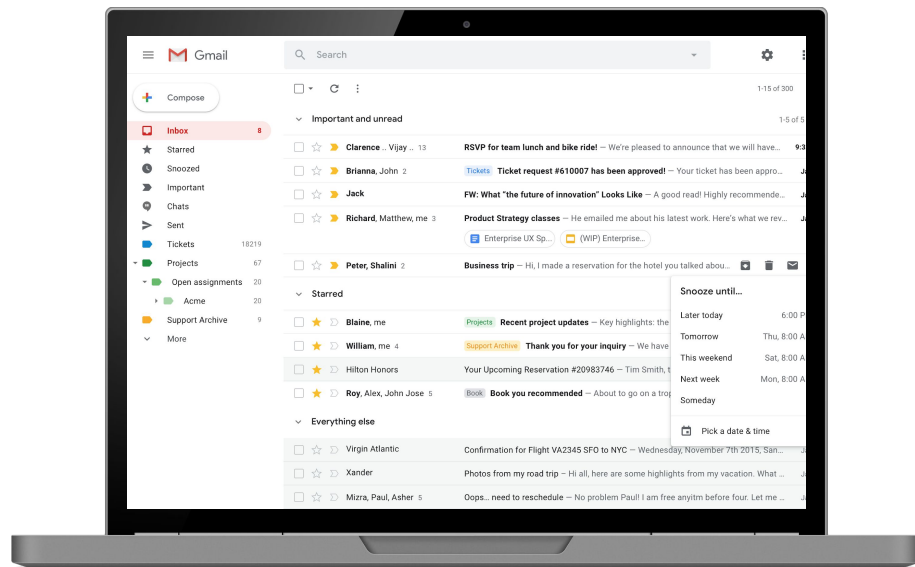 Gmail
Search
Compose
1-15 of 300
Important and unread
1-5 of 5
Inbox 8
Starred
Snoozed
Important
Chats
Sent
Tickets 18219
Projects 67
Open assignments 20
Acme 20
Support Archive 9
More
Clarence .. Vijay .. 13 RSVP for team lunch and bike ride! – We're pleased to announce that we will have... 9:3
Brianna, John 2 Tickets Ticket request #610007 has been approved! – Your ticket has been appro...
Jack FW: What "the future of innovation" Looks Like – A good read! Highly recommende...
Richard, Matthew, me 3 Product Strategy classes – He emailed me about his latest work. Here's what we rev...
Enterprise UX Sp... (WIP) Enterprise...
Peter, Shalini 2 Business trip – Hi, I made a reservation for the hotel you talked abou...
Starred
Blaine, me Projects Recent project updates – Key highlights: the
William, me 4 Support Archive Thank you for your inquiry – We have
Hilton Honors Your Upcoming Reservation #20983746 – Tim Smith, t
Roy, Alex, John Jose 5 Book Book you recommended – About to go on a trop
Snooze until...
Later today 6:00 P
Tomorrow Thu, 8:00 A
This weekend Sat, 8:00 A
Next week Mon, 8:00 A
Someday
Pick a date & time
Everything else
Virgin Atlantic Confirmation for Flight VA2345 SFO to NYC – Wednesday, November 7th 2015, San...
Xander Photos from my road trip – Hi all, here are some highlights from my vacation. What ...
Mizra, Paul, Asher 5 Oops... need to reschedule – No problem Paul! I am free anyitm before four. Let me ...